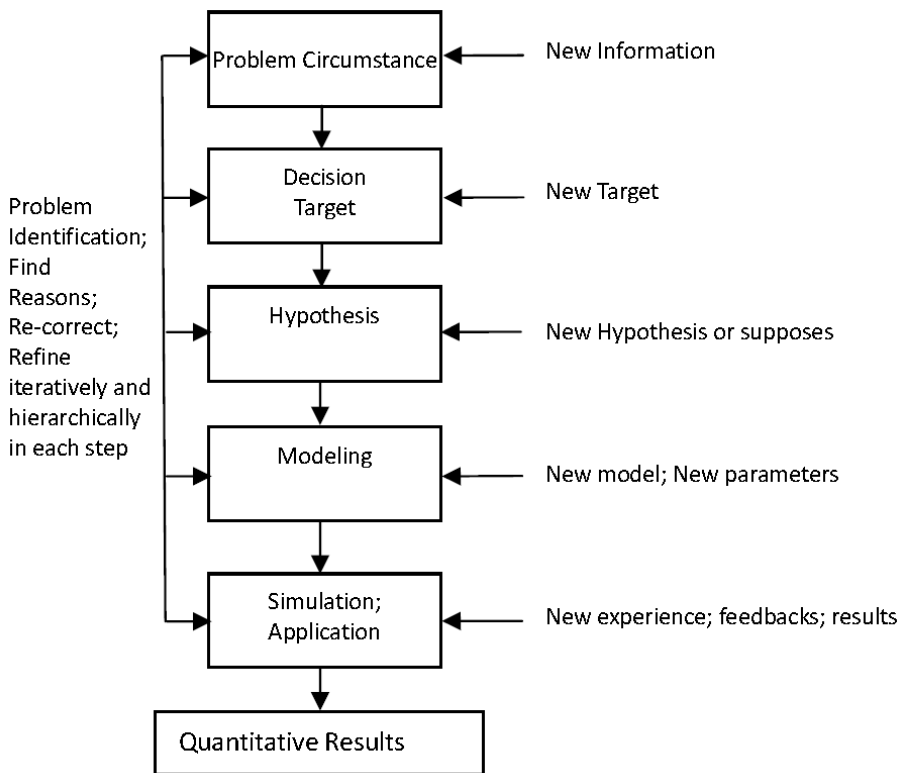 Problem Circumstance
New Information
Decision
Target
New Target
Problem
Identification;
Find
Reasons;
Re-correct;
Refine
iteratively and
hierarchically
in each step
Hypothesis
New Hypothesis or supposes
Modeling
New model; New parameters
Simulation;
Application
New experience; feedbacks; results
Quantitative Results